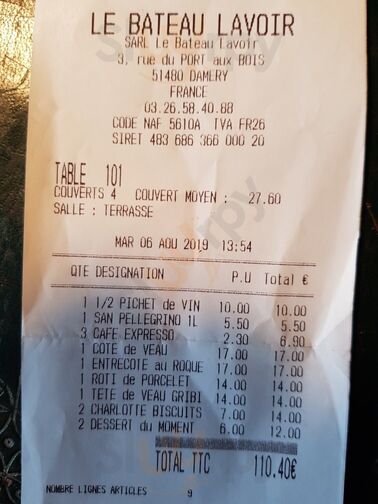 LE BATEAU LAVOIR
SARL Le Bateau Lavoir
3, rue du PORT aux BOIS
51480 DAMERY
FRANCE
03.26.58.40.88
CODE NAF 5610A TVA FR26
SIRET 483 686 366 000 20
TABLE 101
COUVERTS 4 COUVERT MOYEN : 27.60
SALLE : TERRASSE
MAR 06 AOU 2019 13:54
QTE DESIGNATION P.U Total €
1 1/2 PICHET de VIN 10.00 10.00
1 SAN PELLEGRINO 1L 5.50 5.50
3 CAFE EXPRESSO 2.30 6.90
1 COTE de VEAU 17.00 17.00
1 ENTRECOTE au ROQUE 17.00 17.00
1 ROTI de PORCELET 14.00 14.00
1 TETE de VEAU GRIBI 14.00 14.00
2 CHARLOTTE BISCUITS 7.00 14.00
2 DESSERT du MOMENT 6.00 12.00
TOTAL TTC 110.40€
NOMBRE LIGNES ARTICLES 9